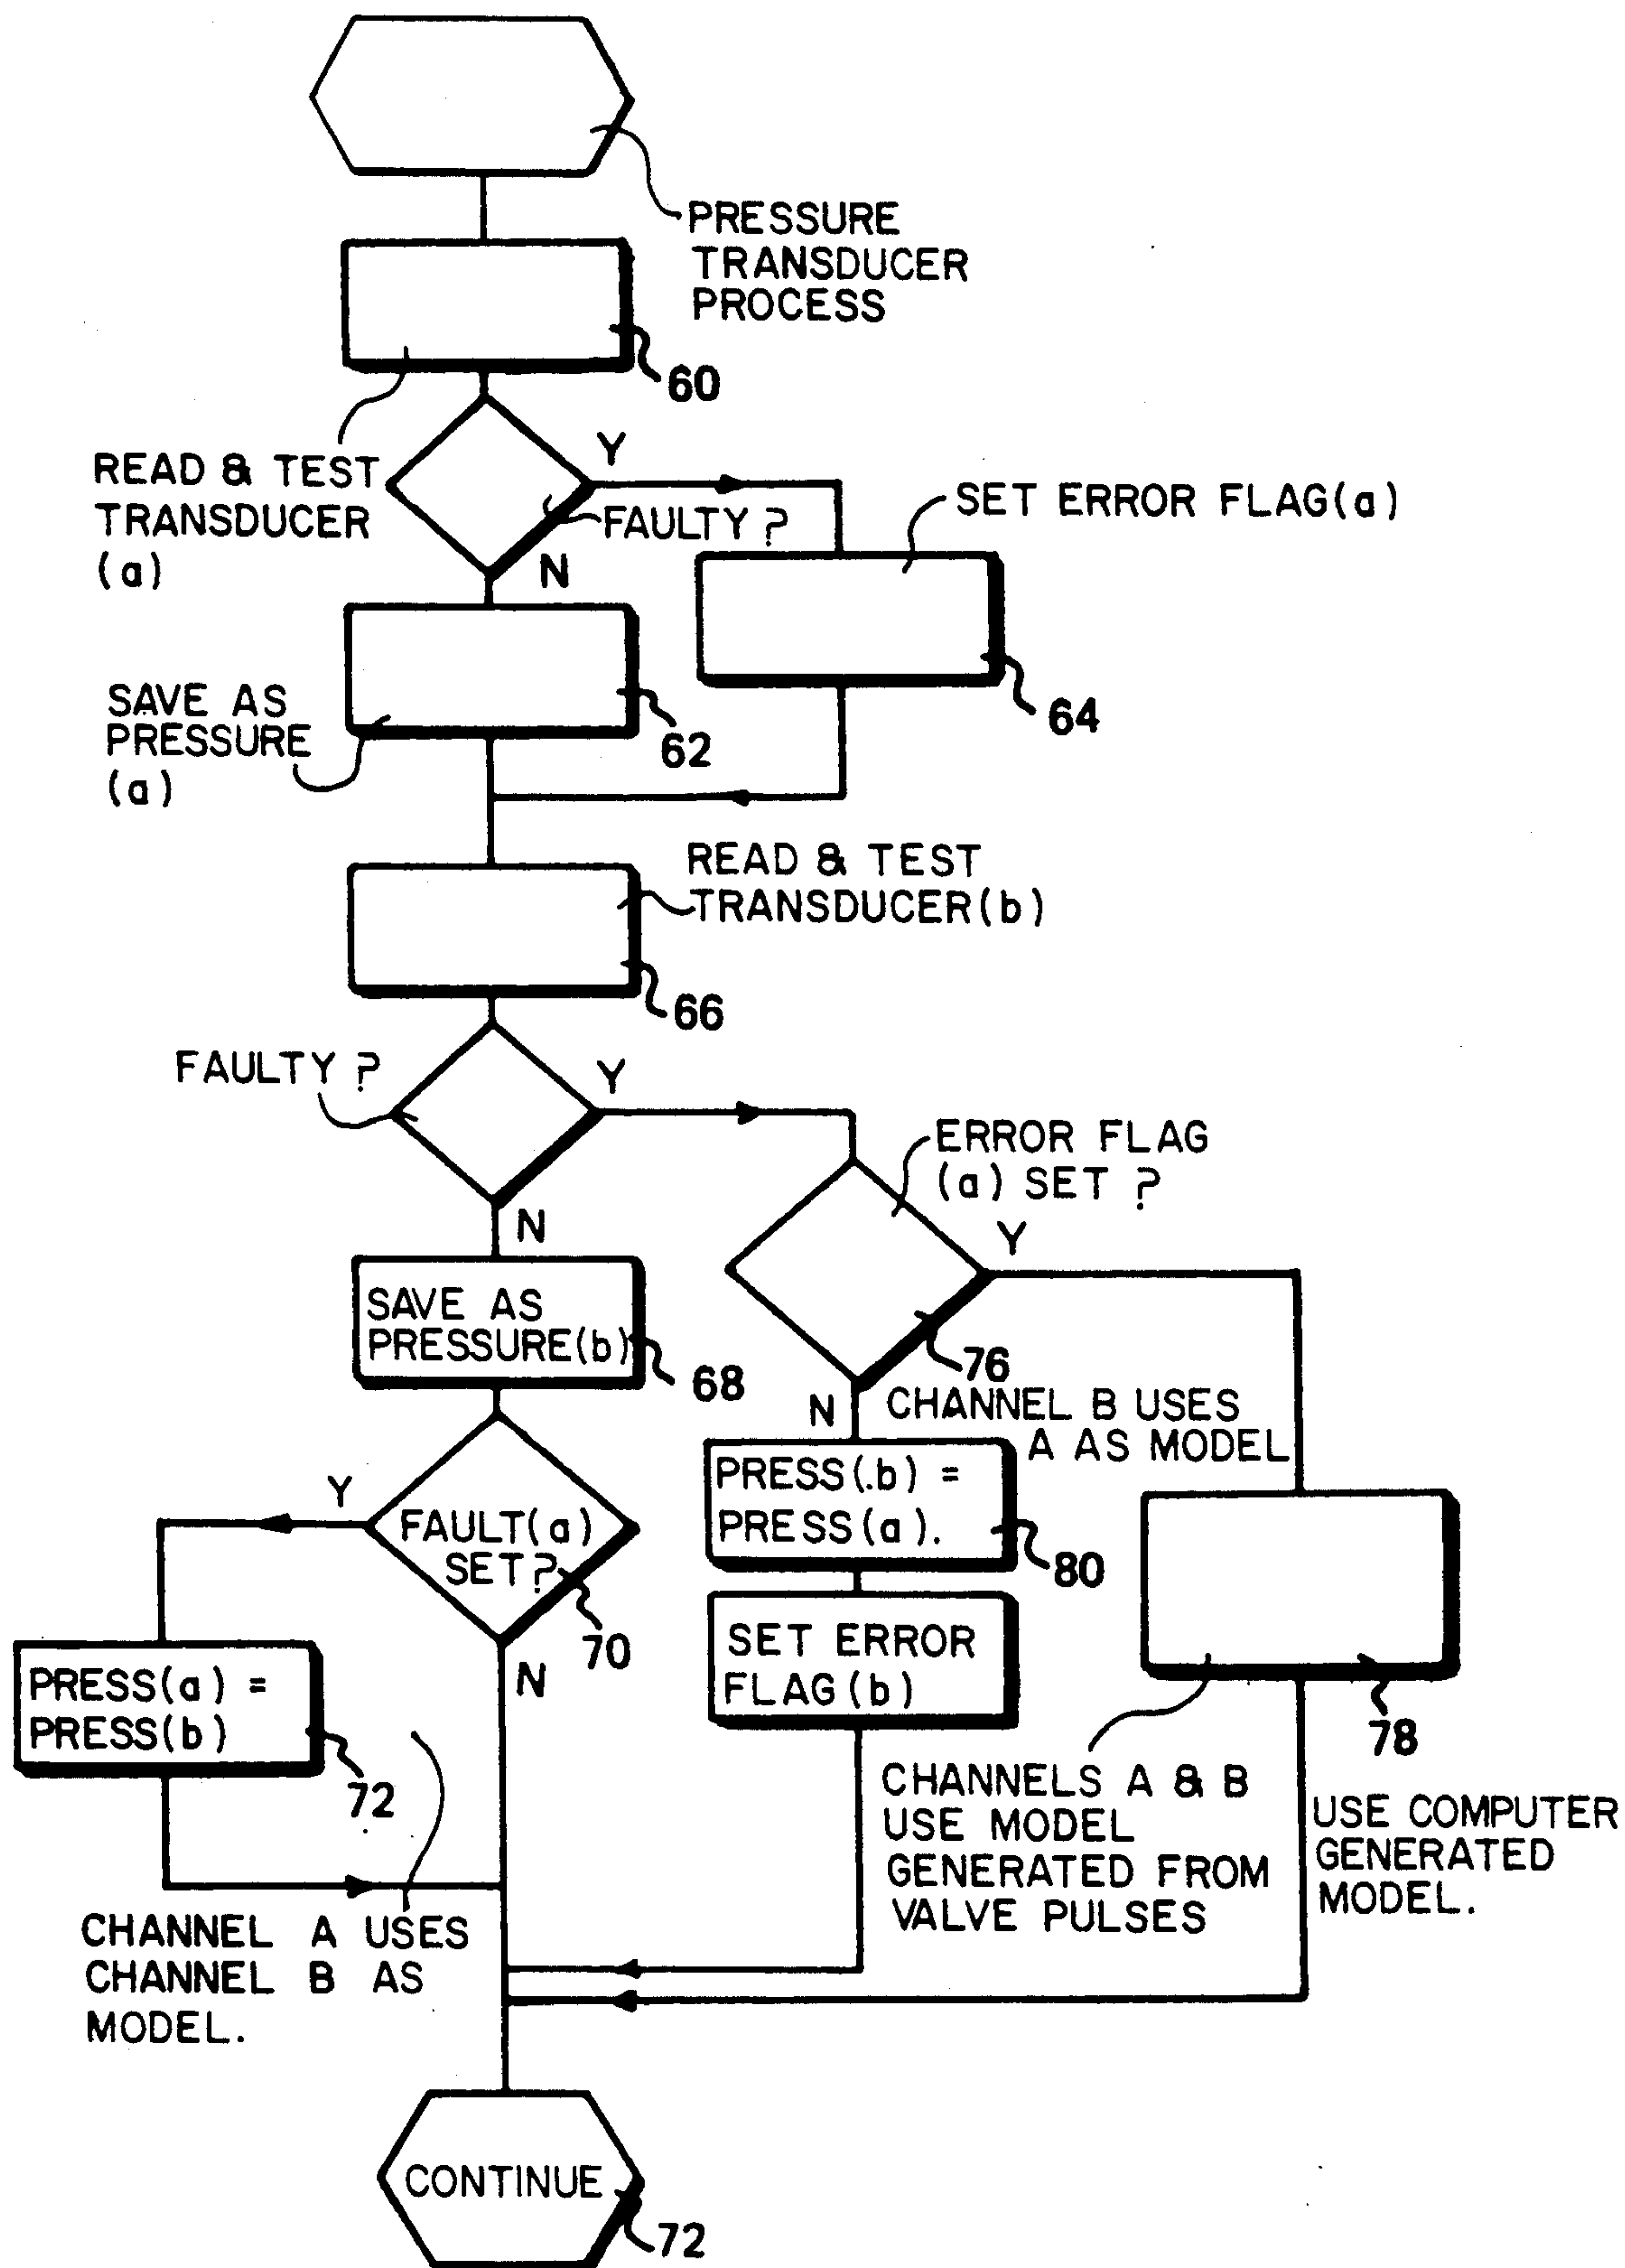 PRESSURE
TRANSDUCER
PROCESS
60
READ & TEST
TRANSDUCER
(a)
Y
FAULTY ?
N
SET ERROR FLAG(a)
64
SAVE AS
PRESSURE
(a)
62
READ & TEST
TRANSDUCER(b)
66
FAULTY ?
Y
N
ERROR FLAG
(a) SET ?
Y
76
N
SAVE AS
PRESSURE(b)
68
CHANNEL B USES
A AS MODEL
PRESS(.b) =
PRESS(a).
80
Y
FAULT(a)
SET?
70
N
SET ERROR
FLAG(b)
PRESS(a) =
PRESS(b)
72
78
CHANNELS A & B
USE MODEL
GENERATED FROM
VALVE PULSES
USE COMPUTER
GENERATED
MODEL.
CHANNEL A USES
CHANNEL B AS
MODEL.
CONTINUE
72